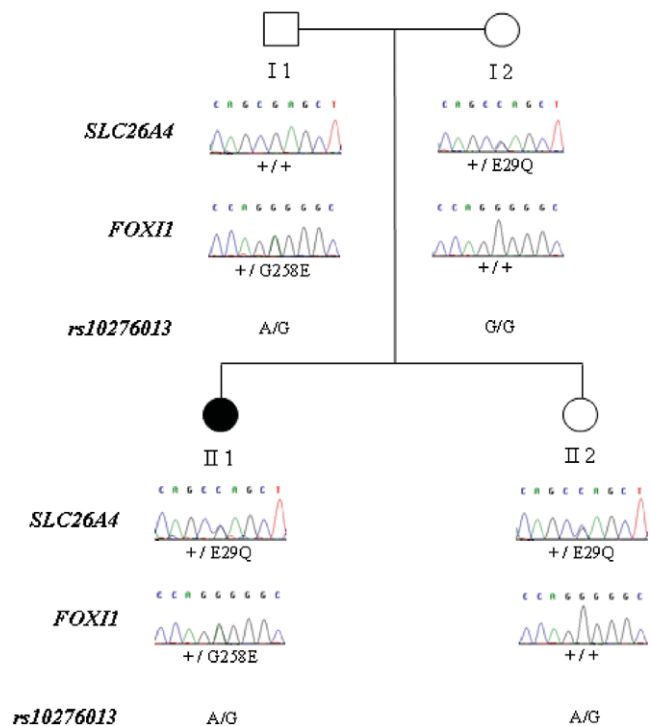 I 1 I 2
C A G C G A G C T C A G C C A G C T
SLC26A4
+/+ +/E29Q
C C A G G G G G C C C A G G G G G C
FOXI1
+/G258E +/+
rs10276013 A/G G/G
II 1 II 2
C A G C C A G C T C A G C C A G C T
SLC26A4
+/E29Q +/E29Q
C C A G G G G G C C C A G G G G G C
FOXI1
+/G258E +/+
rs10276013 A/G A/G